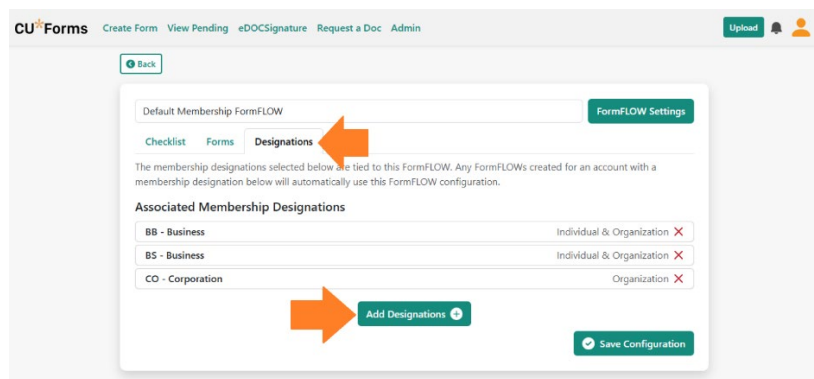 CU*Forms Create Form View Pending eDOCSignature Request a Doc Admin Upload
Back
Default Membership FormFLOW FormFLOW Settings
Checklist Forms Designations
The membership designations selected below are tied to this FormFLOW. Any FormFLOWs created for an account with a
membership designation below will automatically use this FormFLOW configuration.
Associated Membership Designations
BB - Business Individual & Organization
BS - Business Individual & Organization
CO - Corporation Organization
Add Designations
Save Configuration